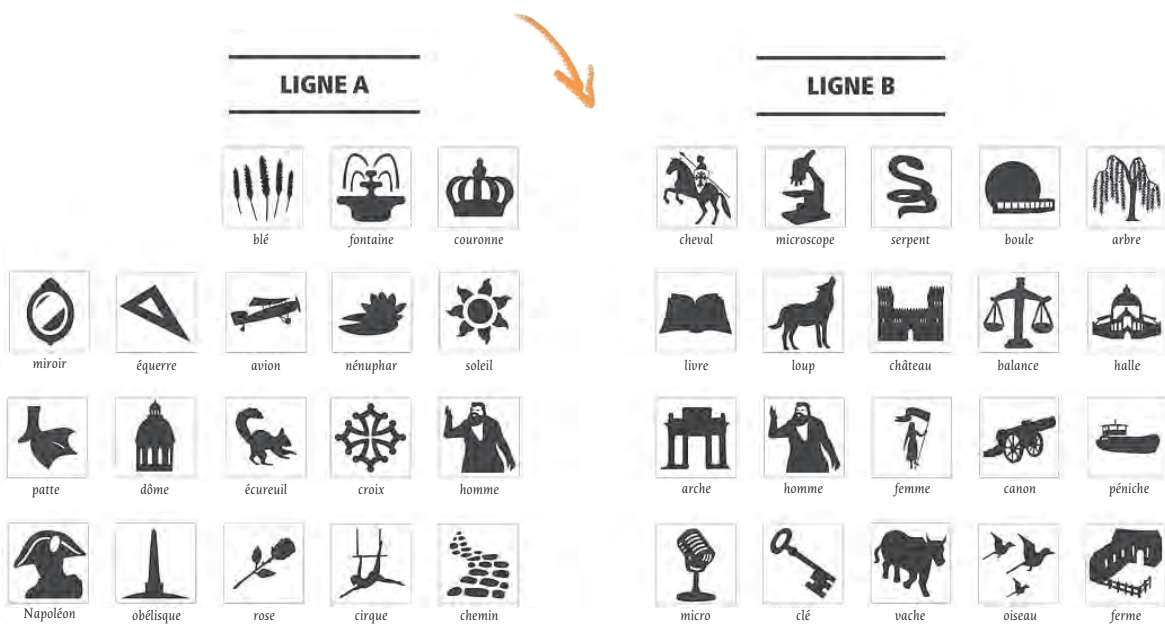 LIGNE A
blé fontaine couronne
miroir équerre avion nénuphar soleil
patte dôme écureuil croix homme
Napoléon obélisque rose cirque chemin
LIGNE B
cheval microscope serpent boule arbre
livre loup château balance halle
arche homme femme canon péniche
micro clé vache oiseau ferme